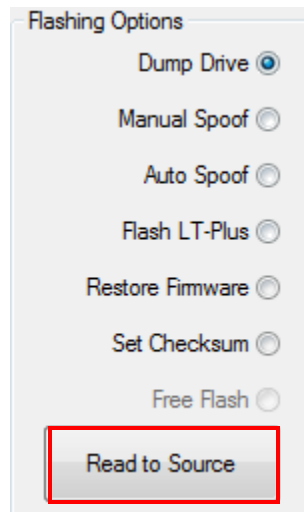 Flashing Options
Dump Drive
Manual Spoof
Auto Spoof
Flash LT-Plus
Restore Firmware
Set Checksum
Free Flash
Read to Source